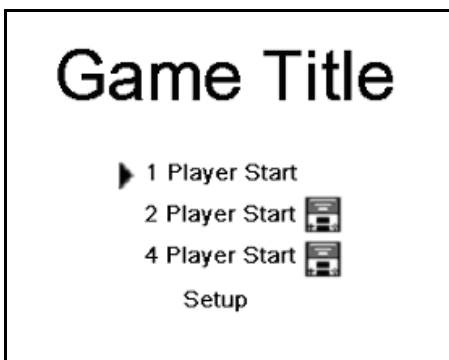 Game Title
1 Player Start
2 Player Start
4 Player Start
Setup